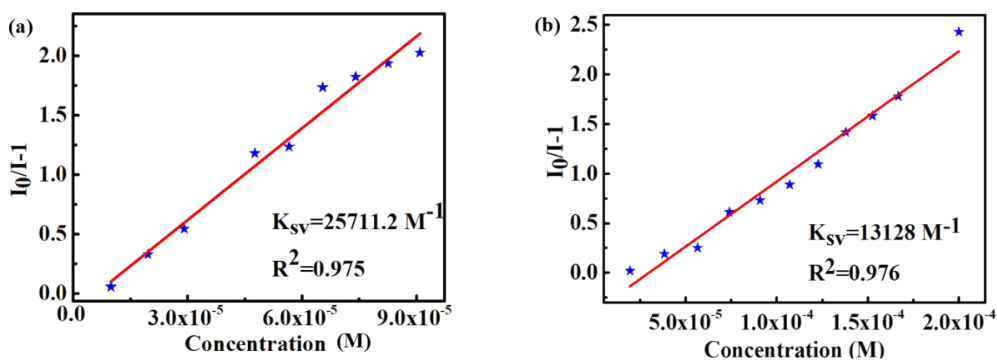 (a)
I₀/I-1
2.0
1.5
1.0
0.5
0.0
K_SV=25711.2 M⁻¹
R²=0.975
0.0 3.0x10⁻⁵ 6.0x10⁻⁵ 9.0x10⁻⁵
Concentration (M)
(b)
I₀/I-1
2.5
2.0
1.5
1.0
0.5
0.0
K_SV=13128 M⁻¹
R²=0.976
5.0x10⁻⁵ 1.0x10⁻⁴ 1.5x10⁻⁴ 2.0x10⁻⁴
Concentration (M)